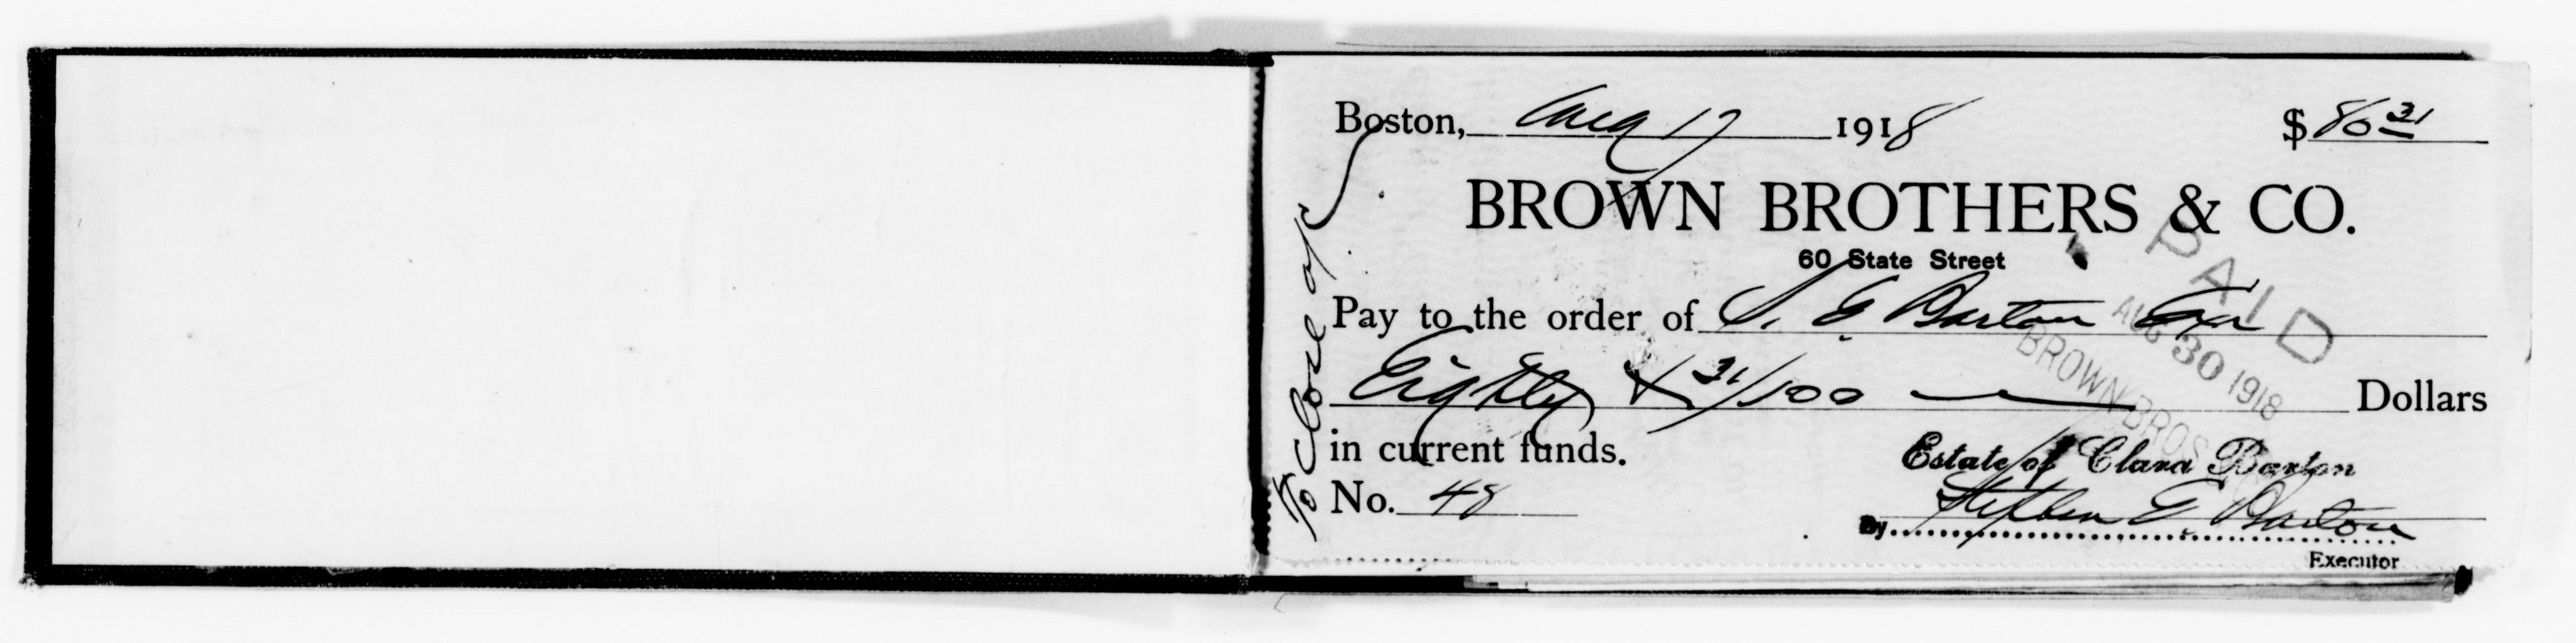 Boston, Aug 17 1918 $80 31
BROWN BROTHERS & CO.
60 State Street
Pay to the order of S. E. Barton Exr
Eighty & 31/100 Dollars
in current funds.
No. 48
Estate of Clara Barton
By Stephen E. Barton
Executor
To close a/c
PAID
AUG 30 1918
BROWN BROS